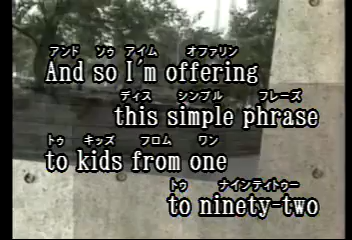 アンド ソゥ アイム オファリン
And so I'm offering
ディス シンプル フレーズ
this simple phrase
トゥ キッズ フロム ワン
to kids from one
トゥ ナインティトゥー
to ninety-two